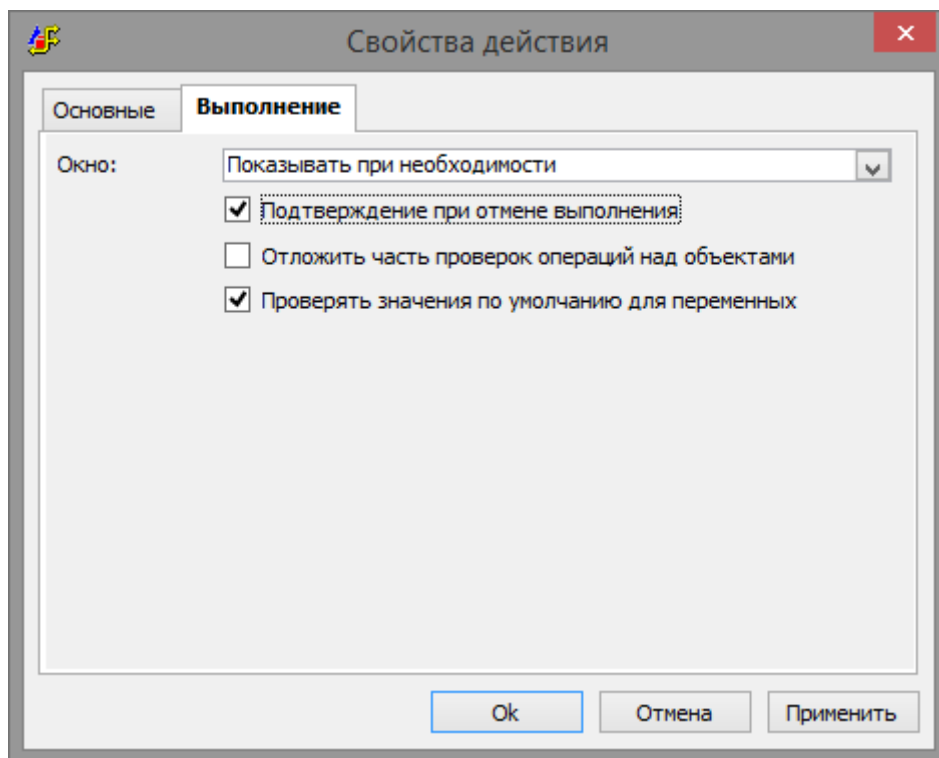 Свойства действия
Основные
Выполнение
Окно: Показывать при необходимости
Подтверждение при отмене выполнения
Отложить часть проверок операций над объектами
Проверять значения по умолчанию для переменных
Ok Отмена Применить